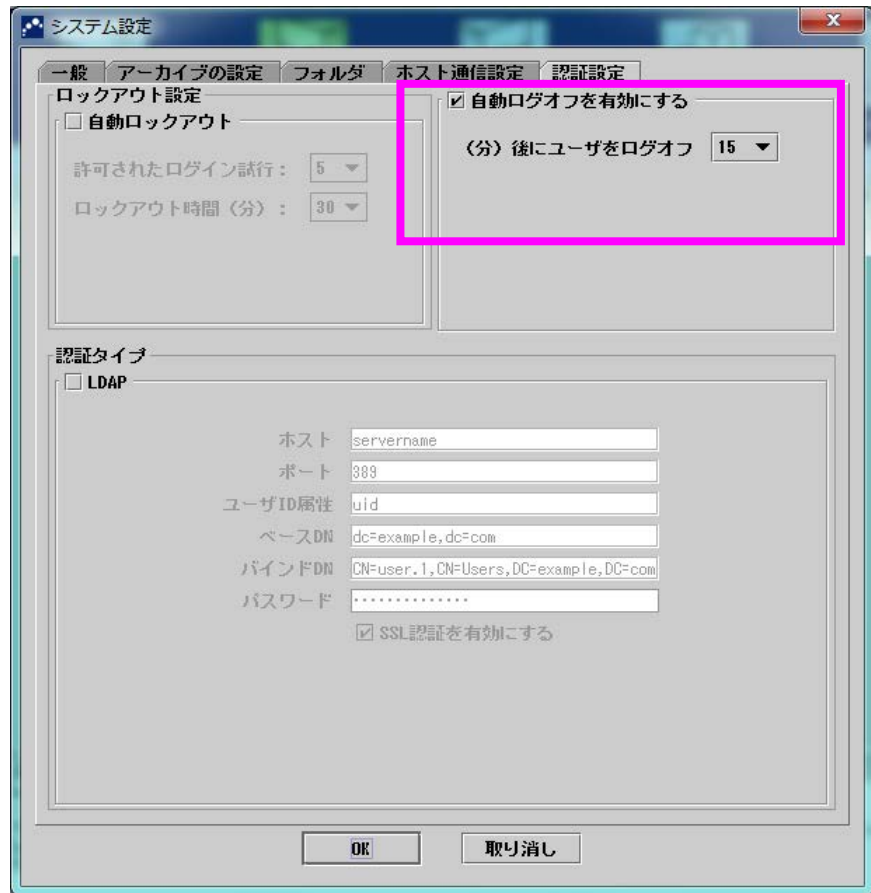 システム設定
一般 アーカイブの設定 フォルダ ホスト通信設定 認証設定
ロックアウト設定
自動ロックアウト
許可されたログイン試行： 5
ロックアウト時間（分）： 30
自動ログオフを有効にする
（分）後にユーザをログオフ 15
認証タイプ
LDAP
ホスト servername
ポート 389
ユーザID属性 uid
ベースDN dc=example,dc=com
バインドDN CN=user.1,CN=Users,DC=example,DC=com
パスワード ··············
SSL認証を有効にする
OK 取り消し